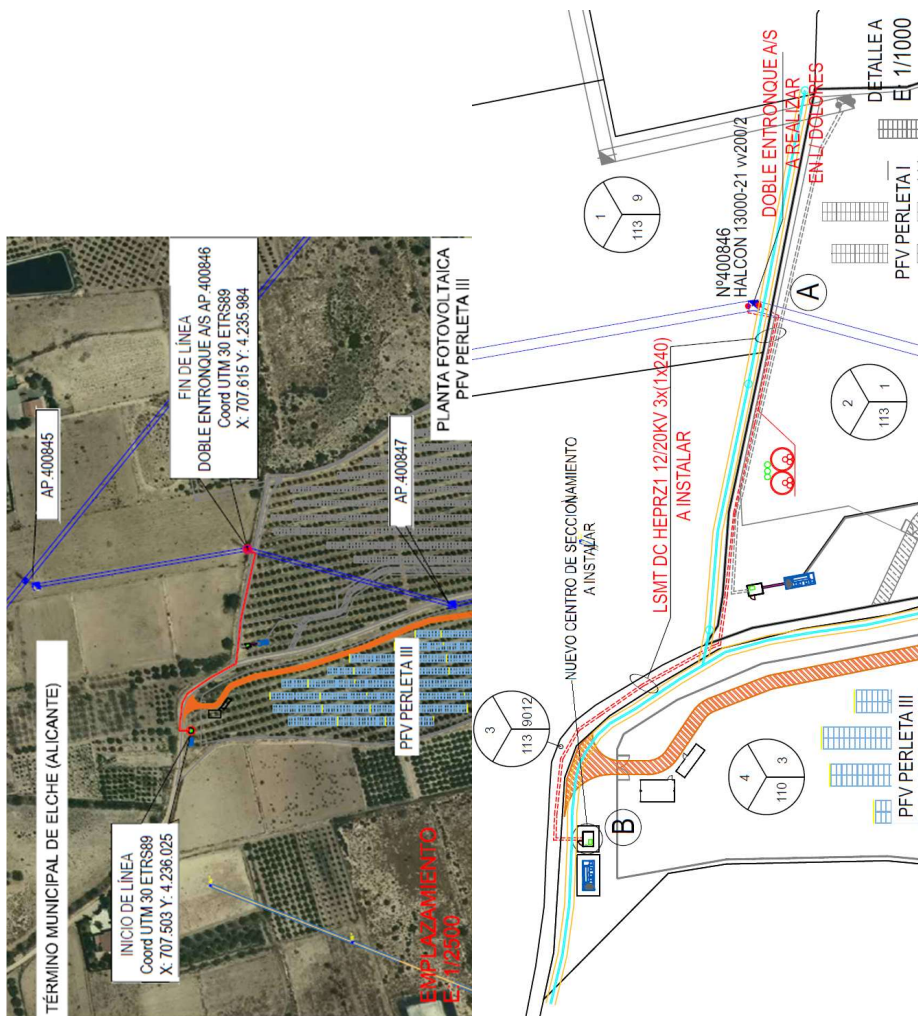 TÉRMINO MUNICIPAL DE ELCHE (ALICANTE)
AP.400845
FIN DE LÍNEA
DOBLE ENTRONQUE A/S AP.400846
Coord UTM 30 ETRS89
X: 707.615 Y: 4.235.984
INICIO DE LÍNEA
Coord UTM 30 ETRS89
X: 707.503 Y: 4.236.025
AP.400847
PFV PERLETA III
PLANTA FOTOVOLTAICA
PFV PERLETA III
EMPLAZAMIENTO
E: 1/2500
DOBLE ENTRONQUE A/S
A REALIZAR
EN L/ DOLORES
Nº400846
HALCON 13000-21 vv200/2
1
9
113
LSMT DC HEPRZ1 12/20KV 3x(1x240)
A INSTALAR
NUEVO CENTRO DE SECCIONAMIENTO
A INSTALAR
3
113
9012
A
B
2
1
113
4
3
110
PFV PERLETA I
PFV PERLETA III
DETALLE A
E: 1/1000